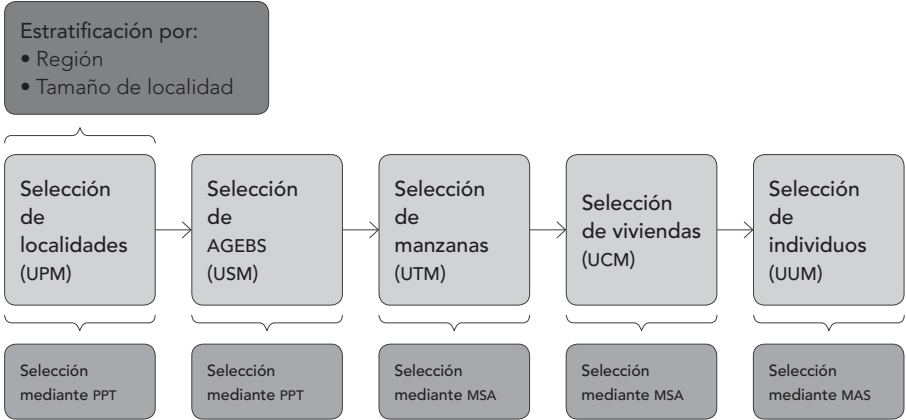 Estratificación por:
• Región
• Tamaño de localidad
Selección
de
localidades
(UPM)
Selección
de
AGEBS
(USM)
Selección
de
manzanas
(UTM)
Selección
de viviendas
(UCM)
Selección
de
individuos
(UUM)
Selección
mediante PPT
Selección
mediante PPT
Selección
mediante MSA
Selección
mediante MSA
Selección
mediante MAS